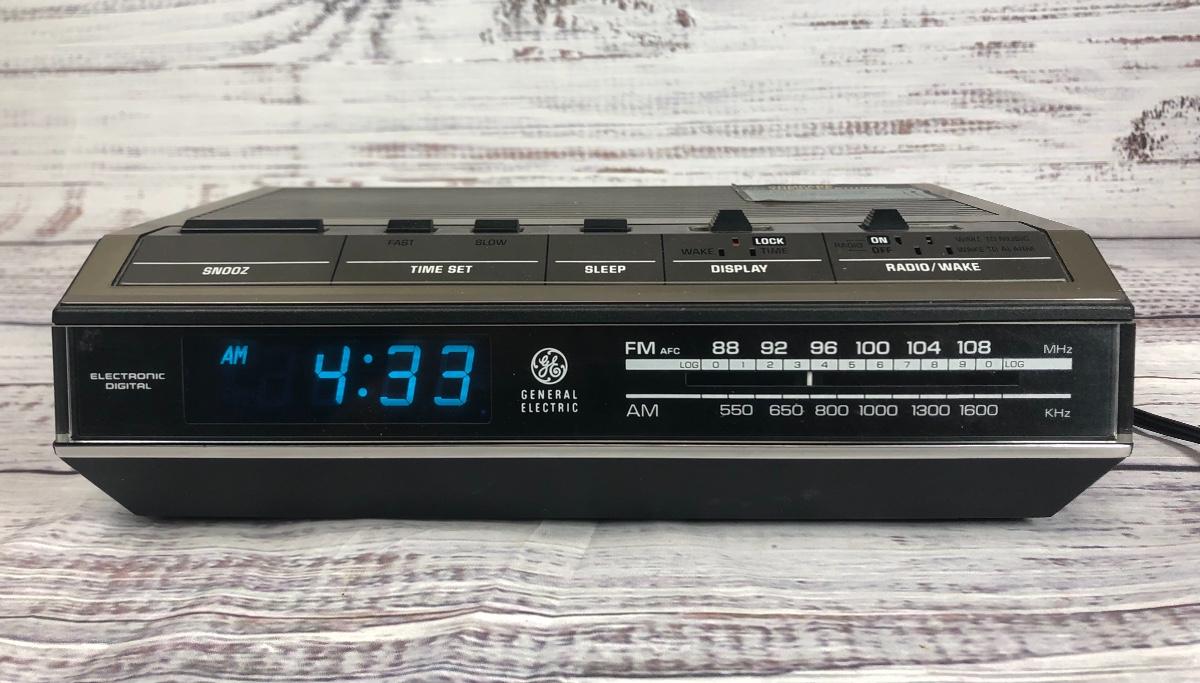 FAST SLOW
LOCK
WAKE TIME
ON WAKE TO MUSIC
RADIO OFF WAKE TO ALARM
SNOOZ TIME SET SLEEP DISPLAY RADIO/WAKE
ELECTRONIC
DIGITAL
AM
4:33
GENERAL
ELECTRIC
FM AFC 88 92 96 100 104 108 MHz
LOG 0 1 2 3 4 5 6 7 8 9 0 LOG
AM 550 650 800 1000 1300 1600 KHz